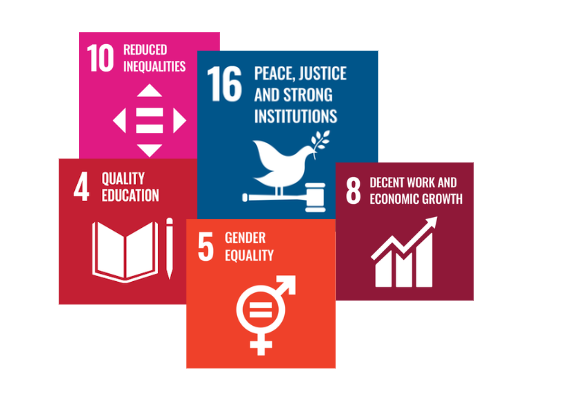 10 REDUCED
INEQUALITIES
16 PEACE, JUSTICE
AND STRONG
INSTITUTIONS
4 QUALITY
EDUCATION
8 DECENT WORK AND
ECONOMIC GROWTH
5 GENDER
EQUALITY